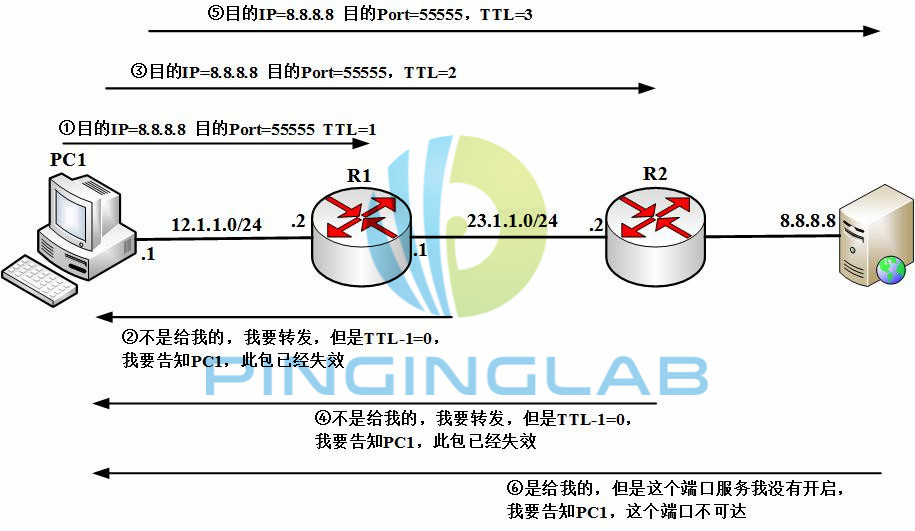 ⑤目的IP=8.8.8.8 目的Port=55555，TTL=3
③目的IP=8.8.8.8 目的Port=55555，TTL=2
①目的IP=8.8.8.8 目的Port=55555 TTL=1
PC1
R1
R2
.1
12.1.1.0/24
.2
.1
23.1.1.0/24
.2
8.8.8.8
②不是给我的，我要转发，但是TTL-1=0，
我要告知PC1，此包已经失效
PINGINGLAB
④不是给我的，我要转发，但是TTL-1=0，
我要告知PC1，此包已经失效
⑥是给我的，但是这个端口服务我没有开启，
我要告知PC1，这个端口不可达